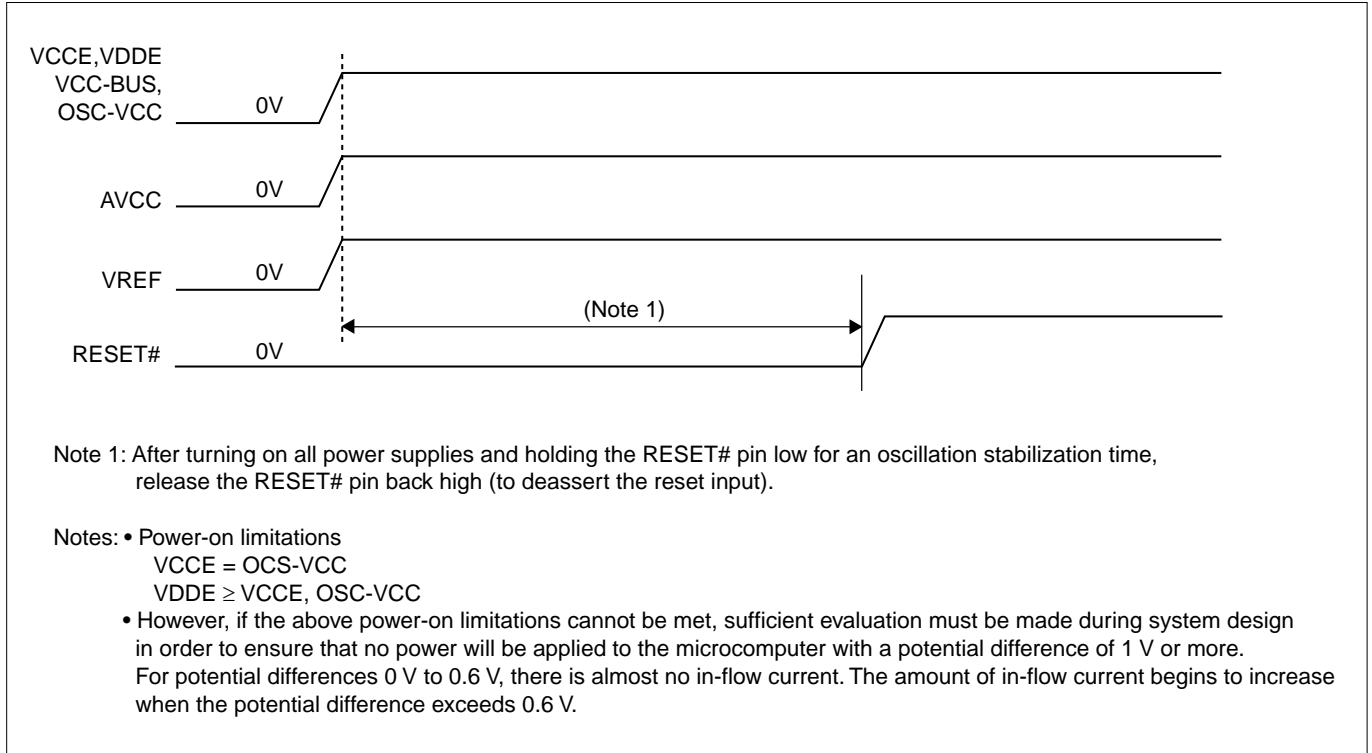 VCCE,VDDE
VCC-BUS,
OSC-VCC
0V
AVCC
0V
VREF
0V
(Note 1)
RESET#
0V
Note 1: After turning on all power supplies and holding the RESET# pin low for an oscillation stabilization time,
release the RESET# pin back high (to deassert the reset input).
Notes: • Power-on limitations
VCCE = OCS-VCC
VDDE ≥ VCCE, OSC-VCC
• However, if the above power-on limitations cannot be met, sufficient evaluation must be made during system design
in order to ensure that no power will be applied to the microcomputer with a potential difference of 1 V or more.
For potential differences 0 V to 0.6 V, there is almost no in-flow current. The amount of in-flow current begins to increase
when the potential difference exceeds 0.6 V.